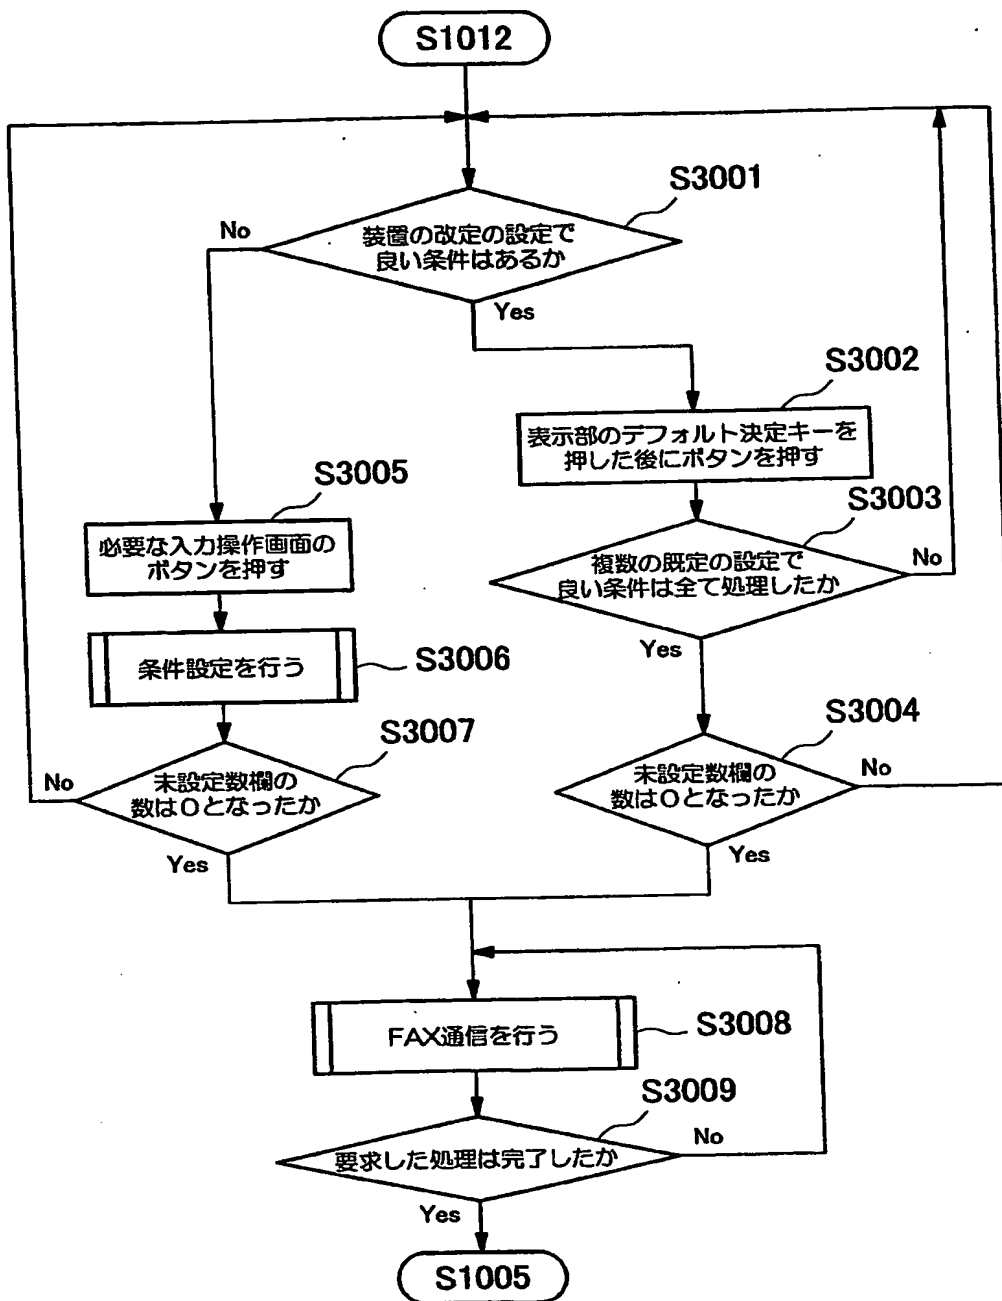 S1012
S3001
No
装置の改定の設定で
良い条件はあるか
Yes
S3002
表示部のデフォルト決定キーを
押した後にボタンを押す
S3005
必要な入力操作画面の
ボタンを押す
S3003
複数の既定の設定で
良い条件は全て処理したか
No
Yes
条件設定を行う
S3006
S3007
No
未設定数欄の
数は0となったか
Yes
S3004
未設定数欄の
数は0となったか
No
Yes
FAX通信を行う
S3008
S3009
要求した処理は完了したか
No
Yes
S1005